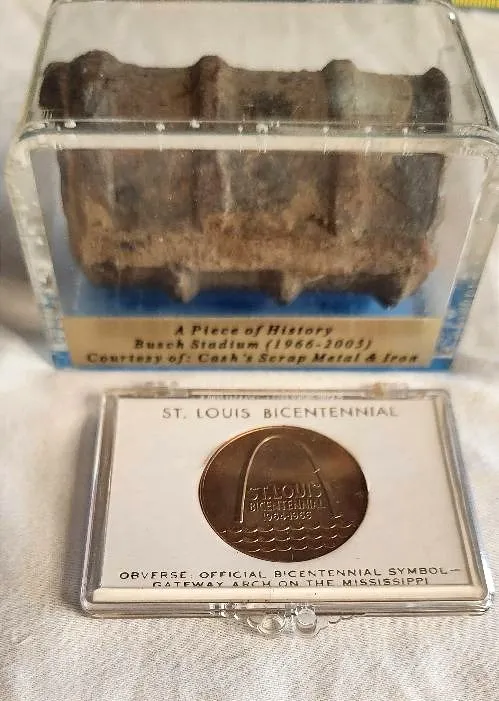 A Piece of History
Busch Stadium (1966-2005)
Courtesy of: Cash's Scrap Metal & Iron
ST. LOUIS BICENTENNIAL
ST.LOUIS
BICENTENNIAL
1964-1966
OBVERSE: OFFICIAL BICENTENNIAL SYMBOL—
GATEWAY ARCH ON THE MISSISSIPPI